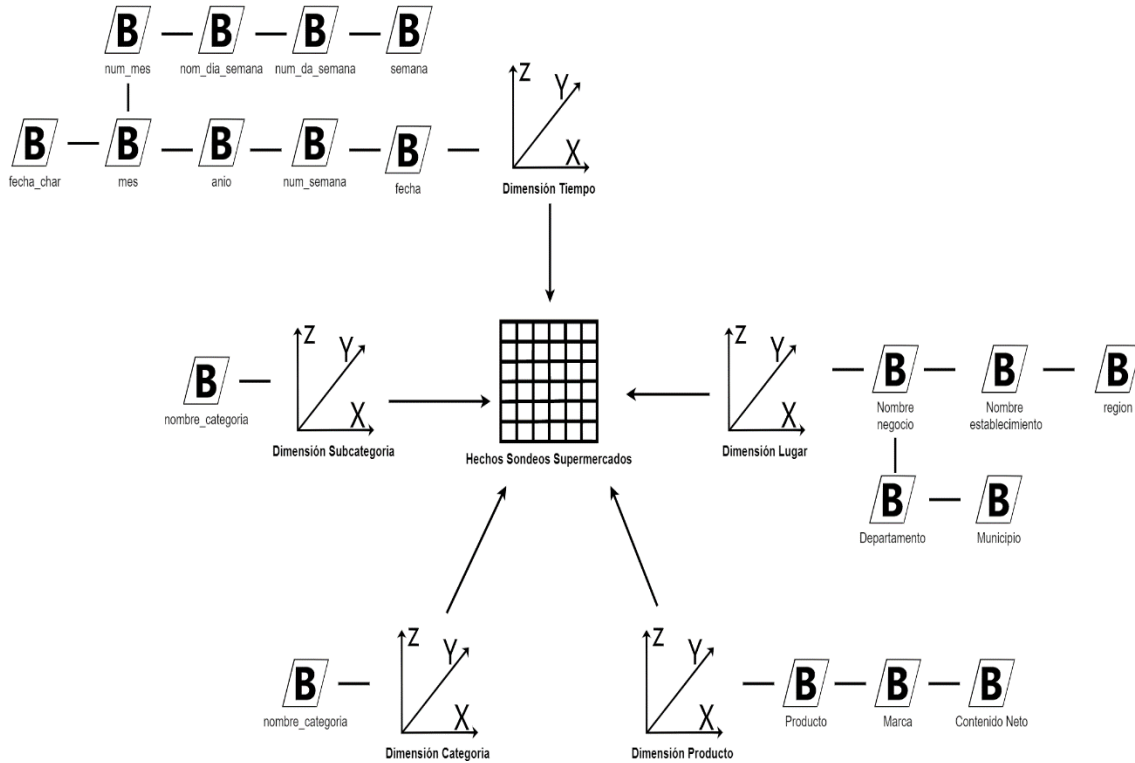 B B B B
num_mes nom_dia_semana num_da_semana semana
Z Y X
B B B B B
fecha_char mes anio num_semana fecha
Dimensión Tiempo
Z Y X
B
nombre_categoria
Dimensión Subcategoria
Hechos Sondeos Supermercados
Z Y X
Dimensión Lugar
B B B
Nombre
negocio
Nombre
establecimiento
region
B B
Departamento Municipio
B
nombre_categoria
Z Y X
Dimensión Categoria
Z Y X
Dimensión Producto
B B B
Producto Marca Contenido Neto